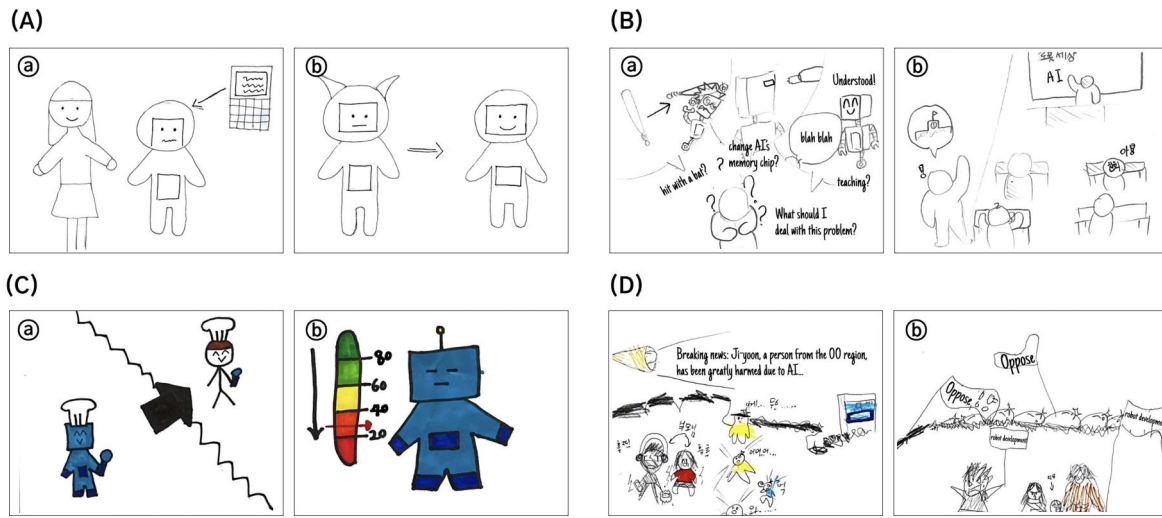 (A)
ⓐ
ⓑ
(B)
ⓐ
Understood!
blah blah
change AI's
memory chip?
hit with a bat?
teaching?
What should I
deal with this problem?
ⓑ
AI
(C)
ⓐ
ⓑ
80
60
40
20
(D)
Breaking news: Ji-yoon, a person from the OO region,
has been greatly harmed due to AI...
ⓑ
Oppose
Oppose
robot development
robot development